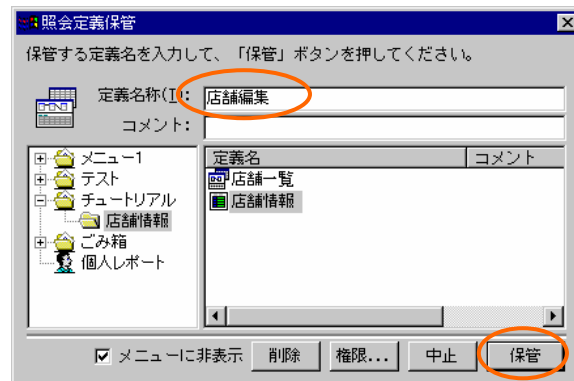 照会定義保管
保管する定義名を入力して、「保管」ボタンを押してください。
定義名称(I): 店舗編集
コメント:
メニュー1
テスト
チュートリアル
店舗情報
ごみ箱
個人レポート
定義名 コメント
店舗一覧
店舗情報
メニューに非表示 削除 権限... 中止 保管